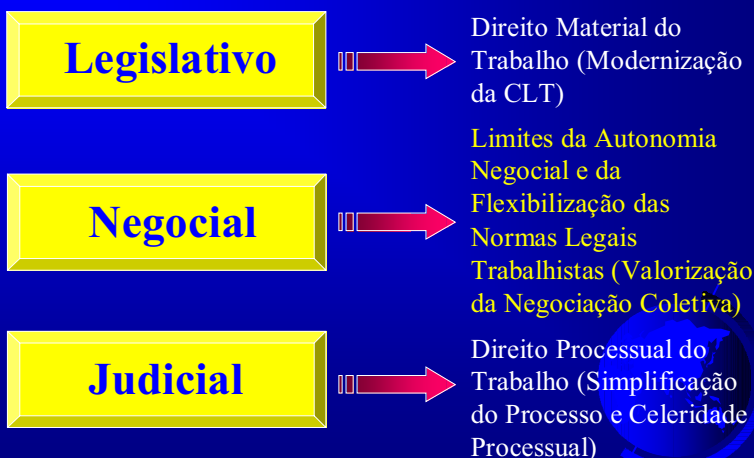 Legislativo
Direito Material do
Trabalho (Modernização
da CLT)
Negocial
Limites da Autonomia
Negocial e da
Flexibilização das
Normas Legais
Trabalhistas (Valorização
da Negociação Coletiva)
Judicial
Direito Processual do
Trabalho (Simplificação
do Processo e Celeridade
Processual)